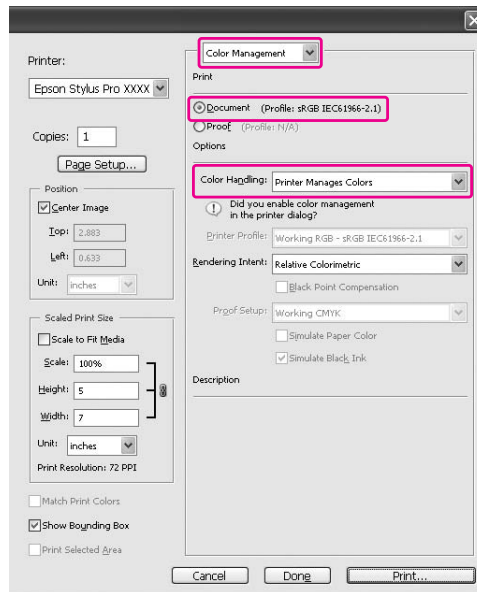 Printer:
Epson Stylus Pro XXXX
Copies: 1
Page Setup...
Position
Center Image
Top: 2.883
Left: 0.633
Unit: inches
Scaled Print Size
Scale to Fit Media
Scale: 100%
Height: 5
Width: 7
Unit: inches
Print Resolution: 72 PPI
Match Print Colors
Show Bounding Box
Print Selected Area
Color Management
Print
Document (Profile: sRGB IEC61966-2.1)
Proof (Profile: N/A)
Options
Color Handling: Printer Manages Colors
Did you enable color management
in the printer dialog?
Printer Profile: Working RGB - sRGB IEC61966-2.1
Rendering Intent: Relative Colorimetric
Black Point Compensation
Proof Setup: Working CMYK
Simulate Paper Color
Simulate Black Ink
Description
Cancel
Done
Print...